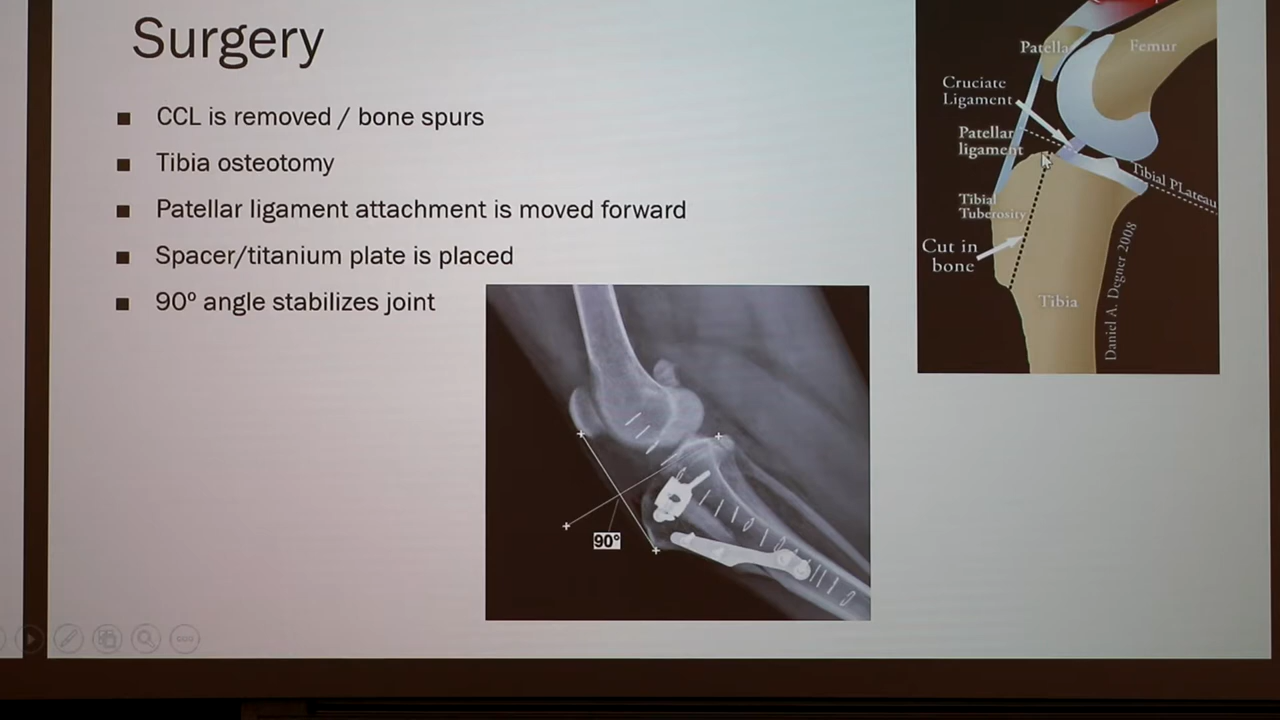 Surgery
■ CCL is removed / bone spurs
■ Tibia osteotomy
■ Patellar ligament attachment is moved forward
■ Spacer/titanium plate is placed
■ 90º angle stabilizes joint
90°
Patella
Femur
Cruciate
Ligament
Patellar
ligament
Tibial PLateau
Tibial
Tuberosity
Cut in
bone
Tibia
Daniel A. Degner 2008